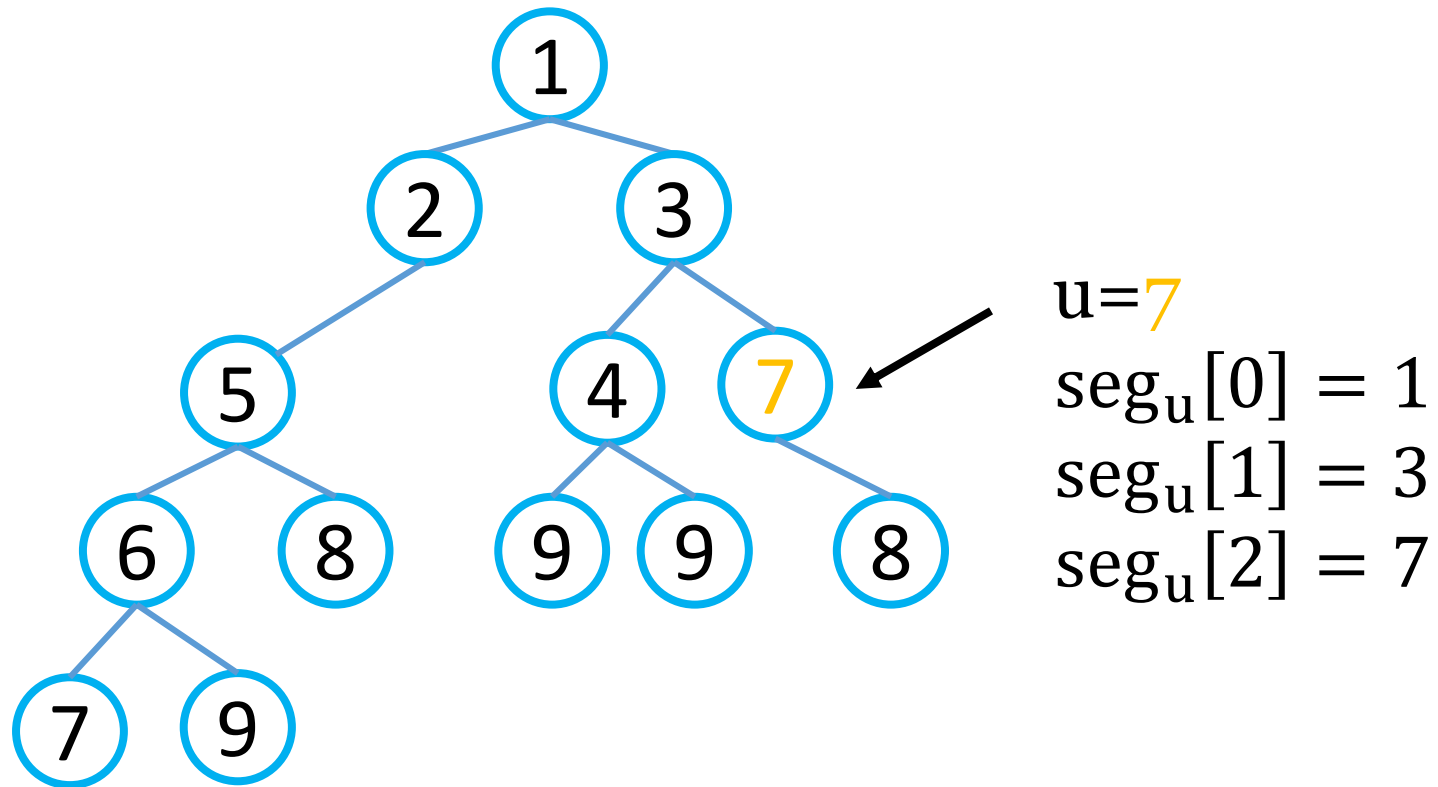 1
2 3
5 4 7
6 8 9 9 8
7 9
u=7
seg_u[0] = 1
seg_u[1] = 3
seg_u[2] = 7